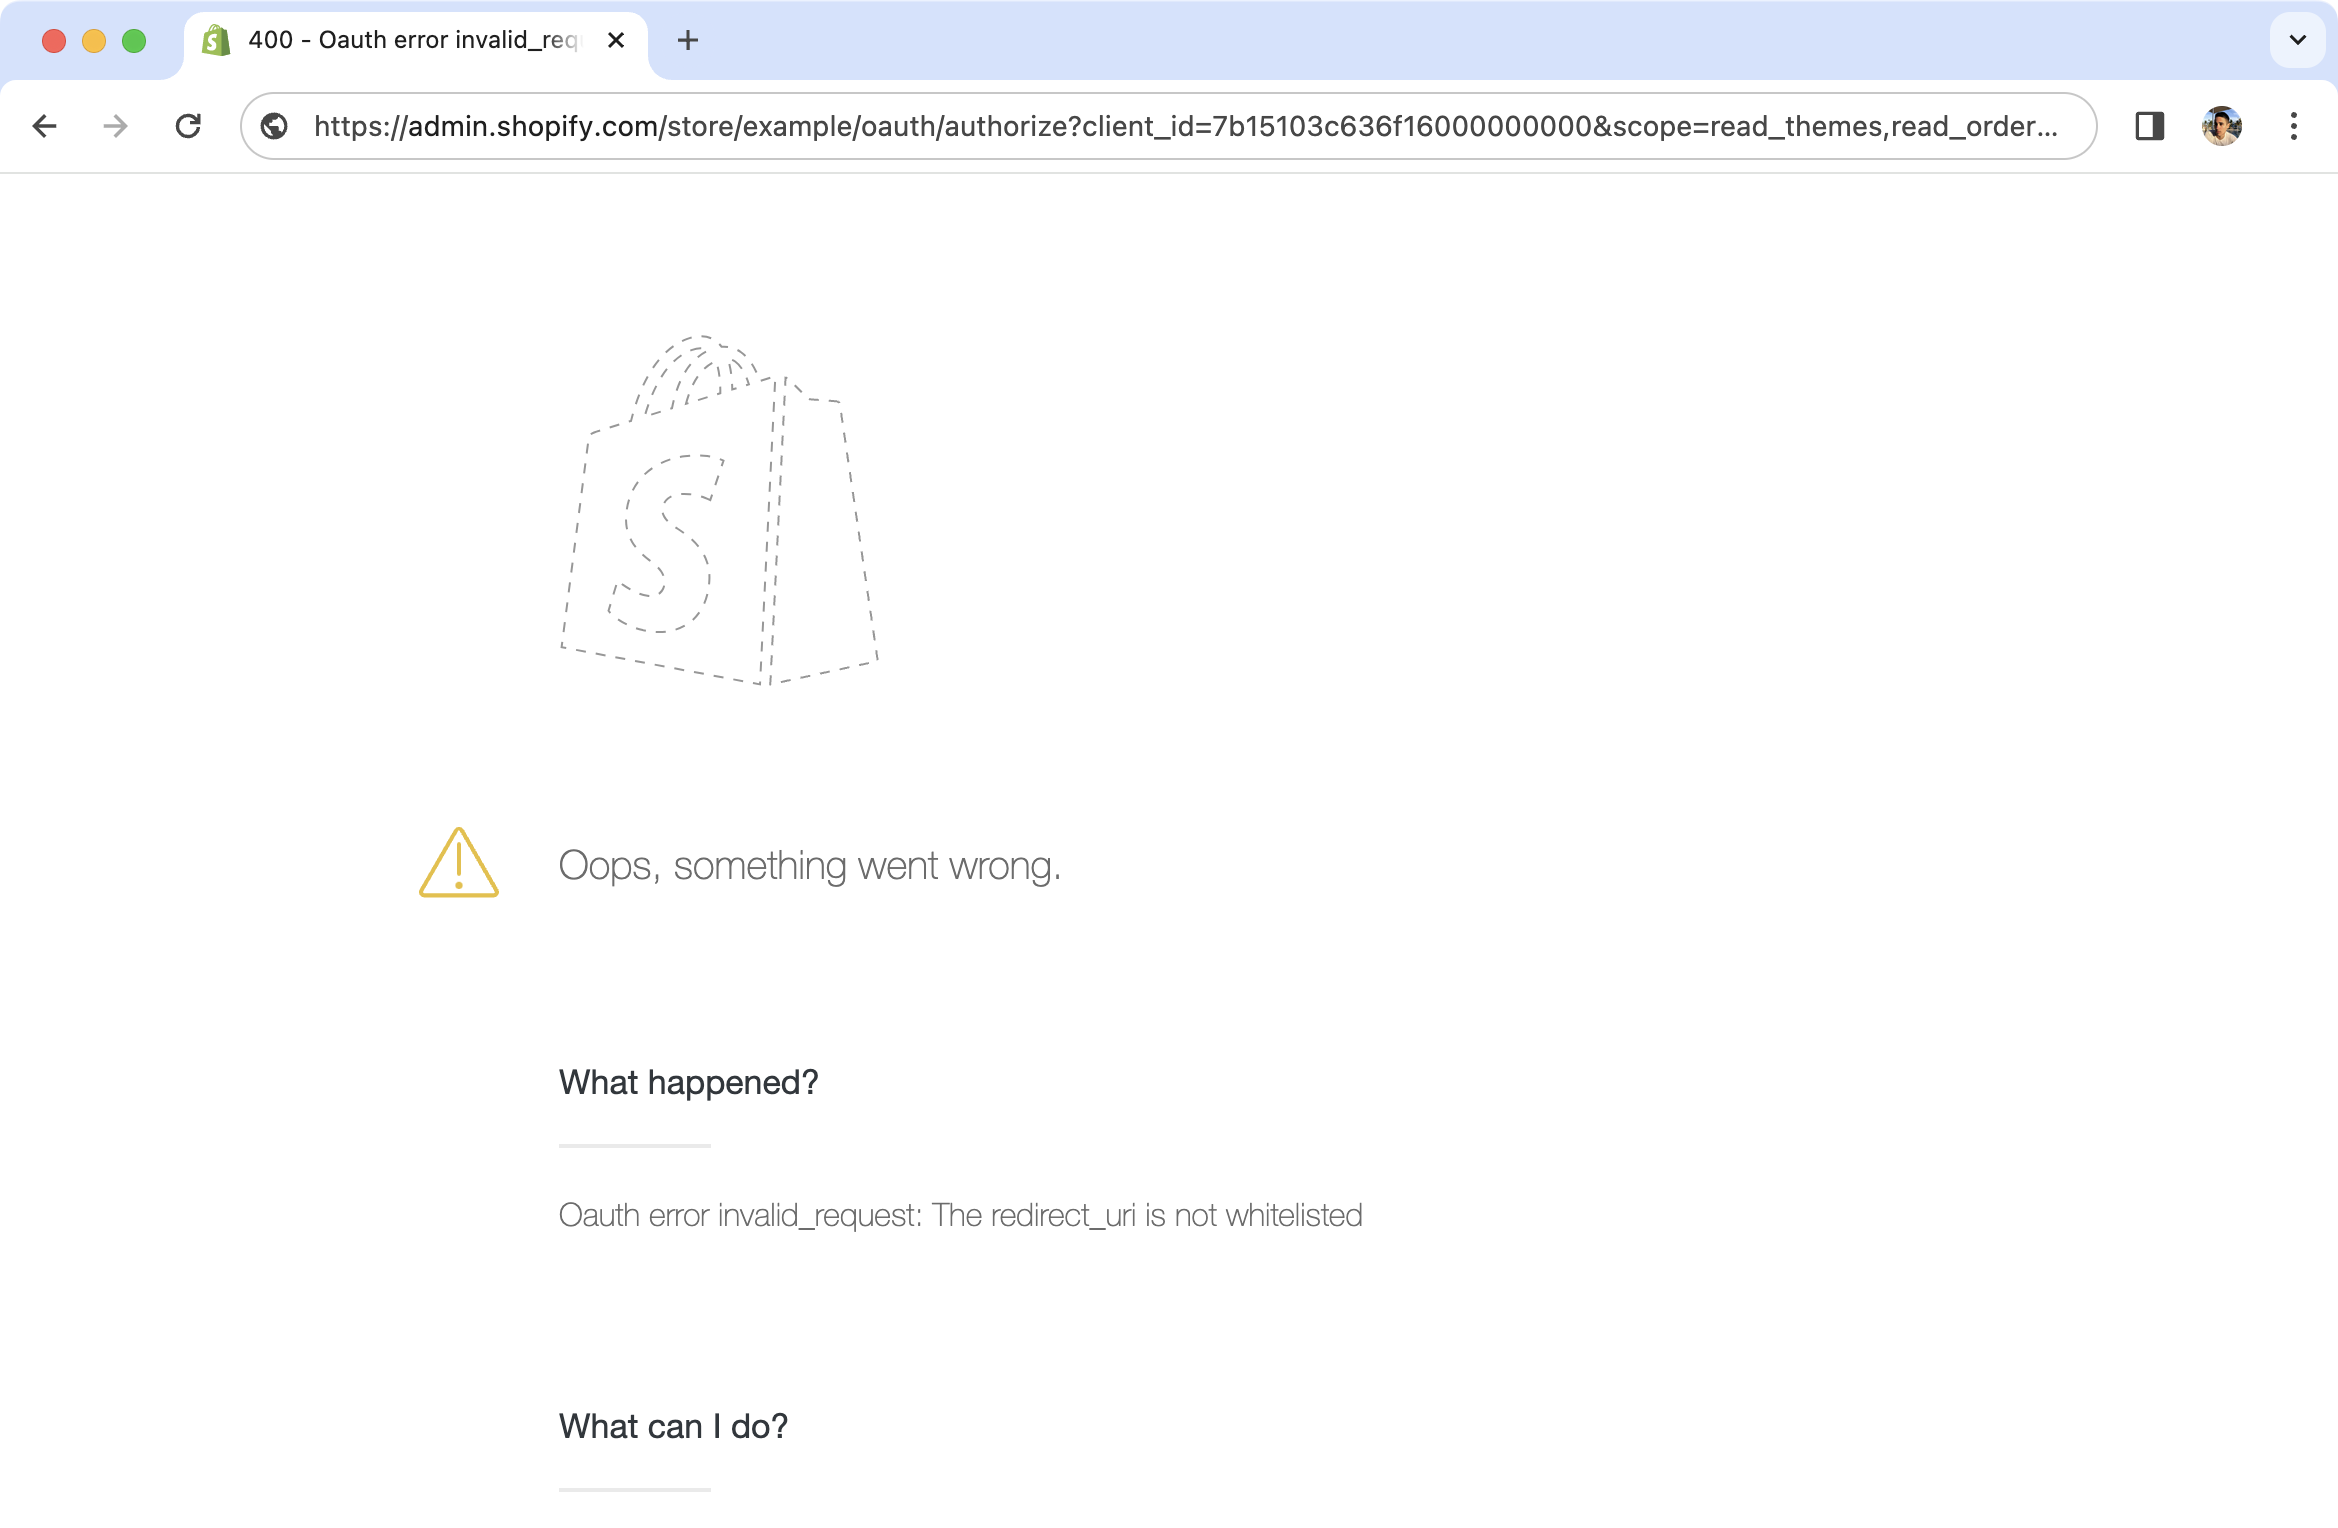 400 - Oauth error invalid_requ
https://admin.shopify.com/store/example/oauth/authorize?client_id=7b15103c636f16000000000&scope=read_themes,read_order...
S
Oops, something went wrong.
What happened?
Oauth error invalid_request: The redirect_uri is not whitelisted
What can I do?